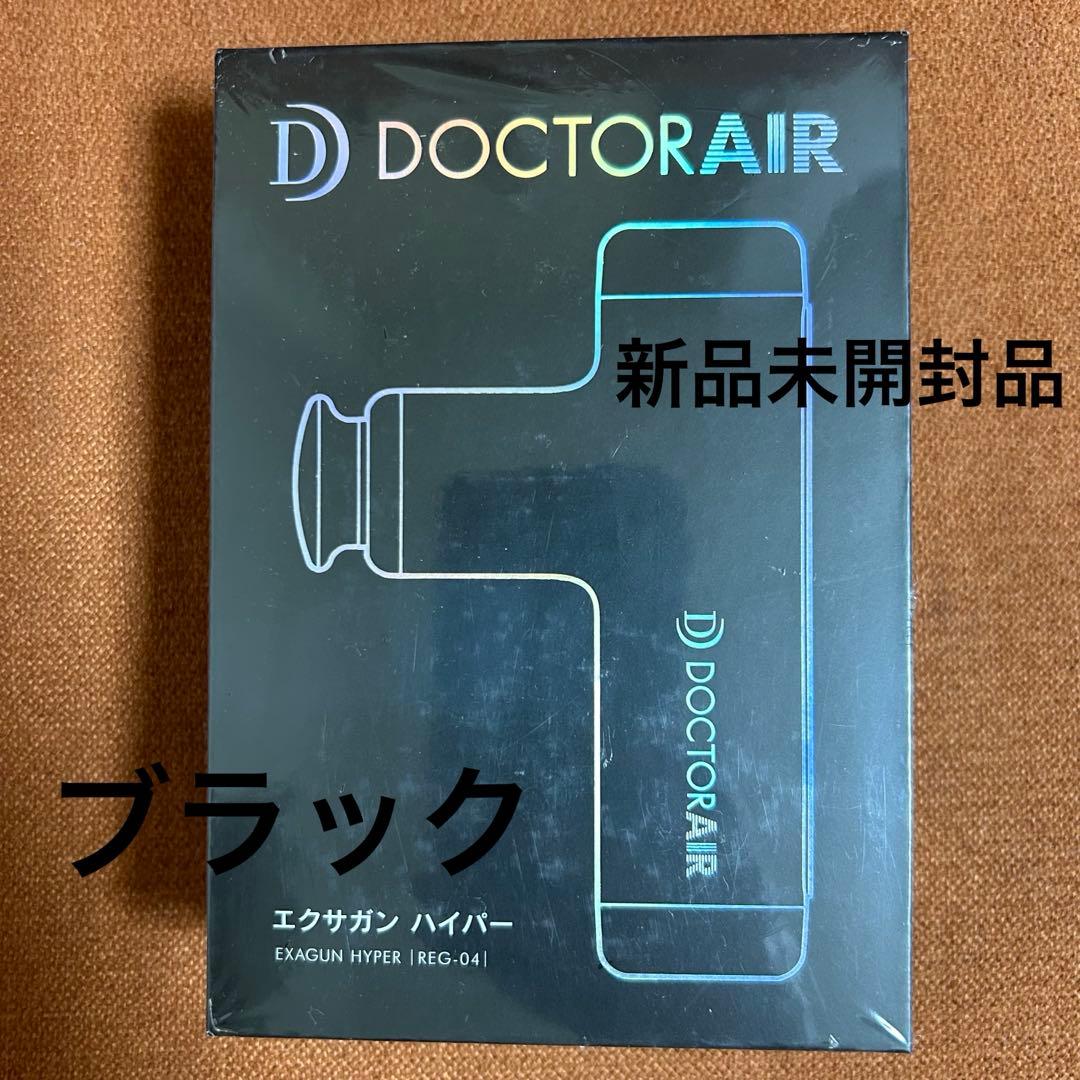 DOCTORAIR
新品未開封品
DOCTORAIR
ブラック
エクサガン ハイパー
EXAGUN HYPER |REG-04|